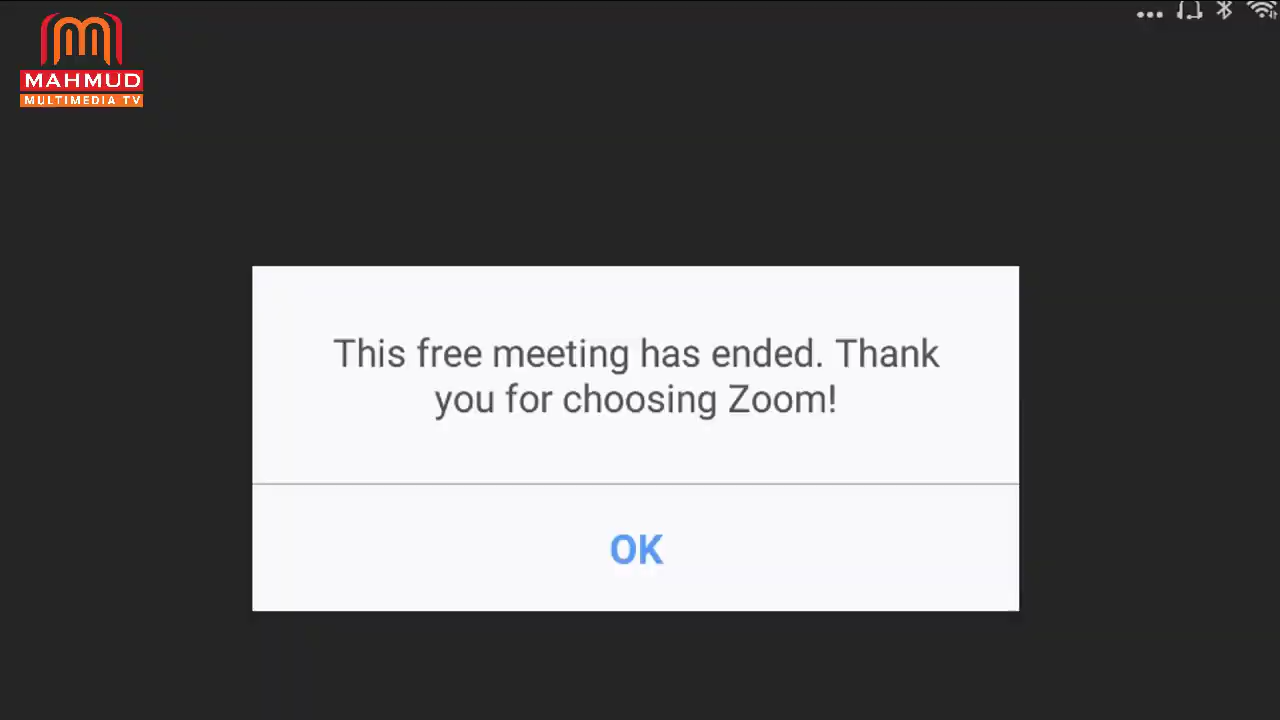 MAHMUD
MULTIMEDIA TV
This free meeting has ended. Thank
you for choosing Zoom!
OK